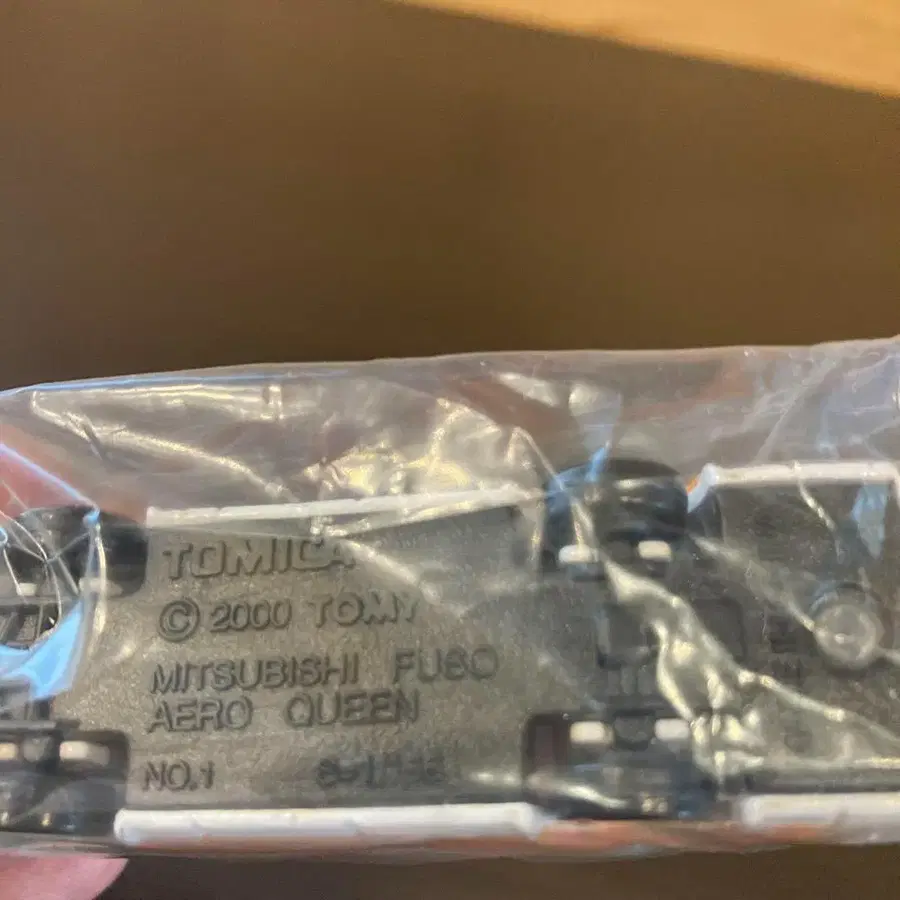 TOMICA
© 2000 TOMY
MITSUBISHI FUSO
AERO QUEEN
NO.1